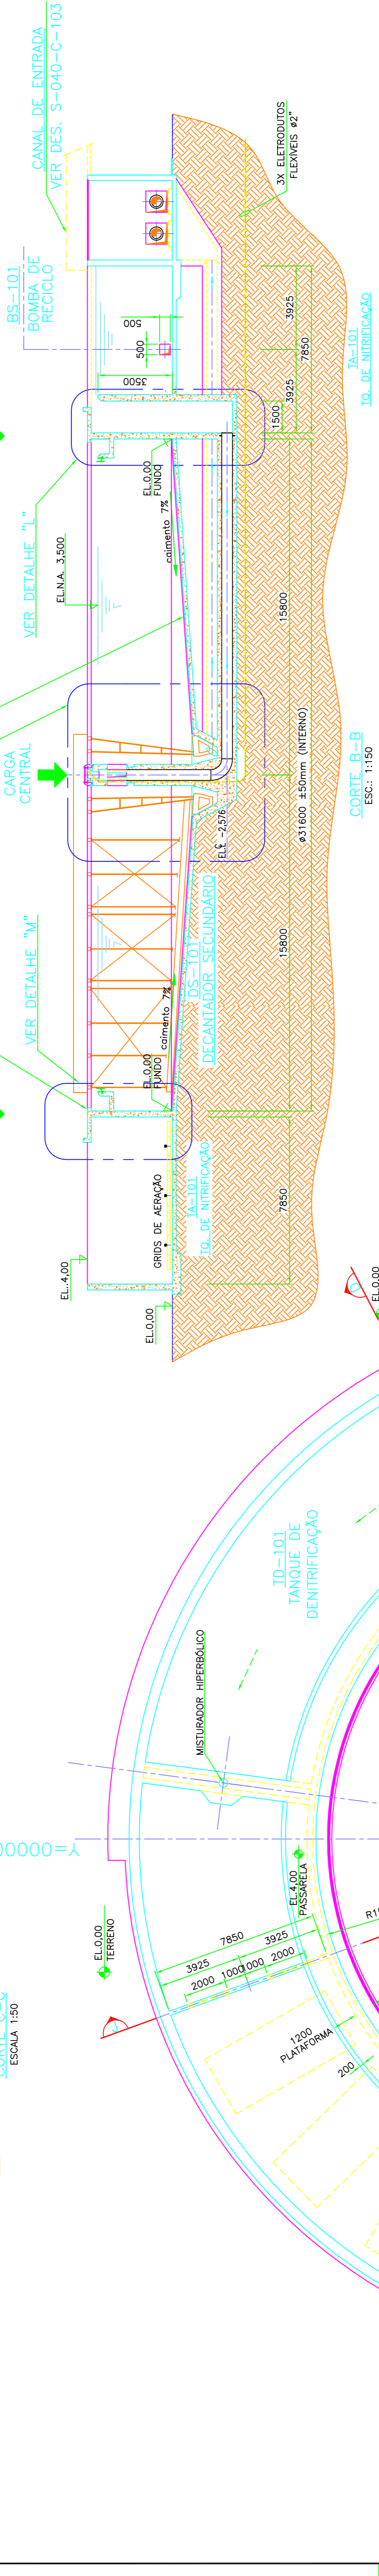 CANAL DE ENTRADA
VER DES. S-040-C-103
BS-101
BOMBA DE
RECICLO
3X ELETRODUTOS
FLEXÍVEIS ø2"
500
500
3500
3925
7850
3925
1500
TA-101
TQ. DE NITRIFICAÇÃO
VER DETALHE "L"
EL.N.A. 3,500
EL.0,00
FUNDO
caimento 7%
15800
CARGA
CENTRAL
EL.℄ -2,576
ø31600 ±50mm (INTERNO)
CORTE B-B
ESC.: 1:150
VER DETALHE "M"
DS-101
DECANTADOR SECUNDÁRIO
caimento 7%
15800
EL.0,00
FUNDO
GRIDS DE AERAÇÃO
TA-101
TQ. DE NITRIFICAÇÃO
7850
EL..4,00
EL.0,00
EL.0.00
TD-101
TANQUE DE
DENITRIFICAÇÃO
MISTURADOR HIPERBÓLICO
00000=Y
EL.4,00
PASSARELA
EL.0,00
TERRENO
7850
3925
3925
2000
1000
1000
2000
1200
PLATAFORMA
200
ESCALA 1:50